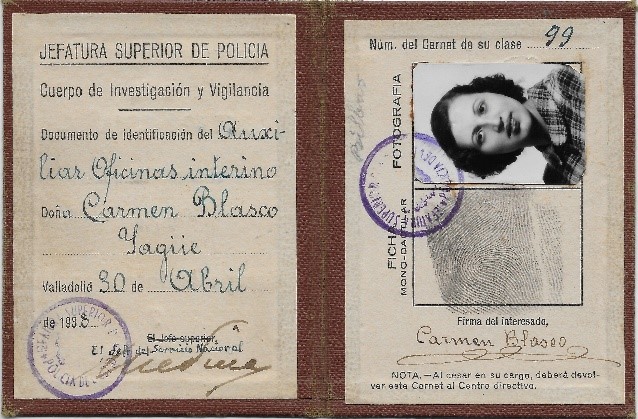 JEFATURA SUPERIOR DE POLICIA
Cuerpo de Investigación y Vigilancia
Documento de identificación del Auxi-
liar Oficinas interino
Doña Carmen Blasco
Yagüe
Valladolid 30 de Abril
de 1938
El Jefe superior,
El Jefe del Servicio Nacional
Núm. del Carnet de su clase 99
FOTOGRAFIA
FICHA
MONO-DACTILAR
Firma del interesado,
Carmen Blasco
NOTA.—Al cesar en su cargo, deberá devol-
ver este Carnet al Centro directivo.